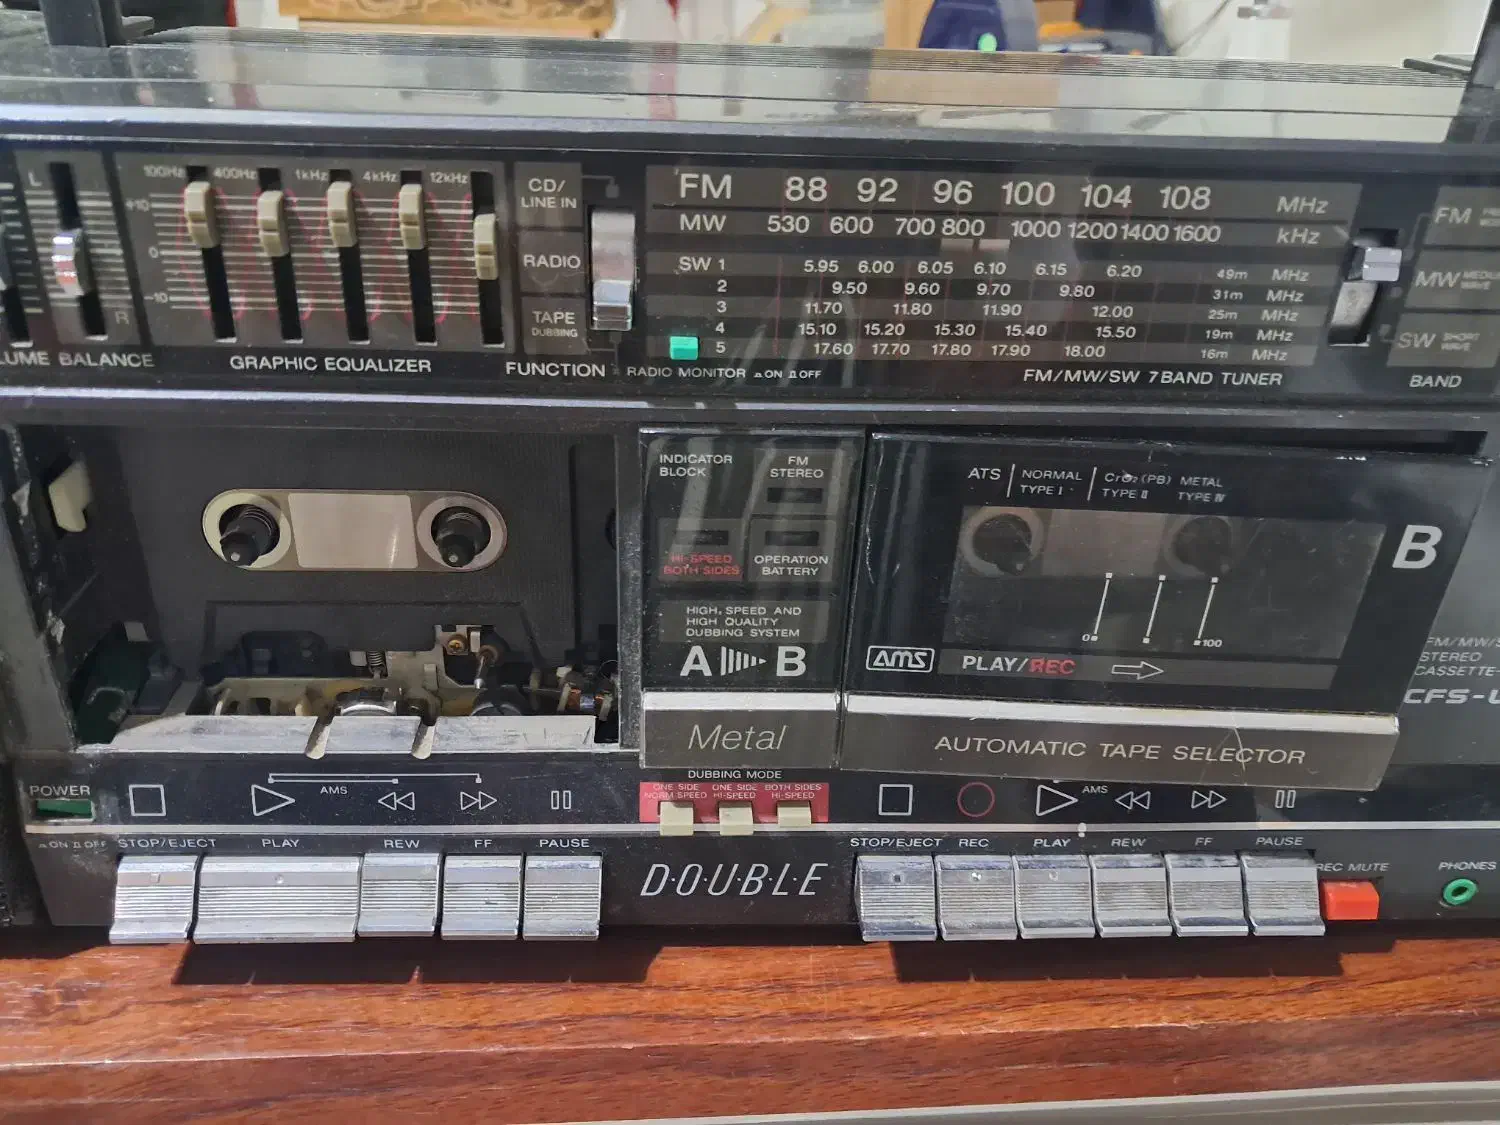 L
R
BALANCE
100Hz 400Hz 1kHz 4kHz 12kHz
+10
0
-10
GRAPHIC EQUALIZER
CD/
LINE IN
RADIO
TAPE
DUBBING
FUNCTION
FM 88 92 96 100 104 108 MHz
MW 530 600 700 800 1000 1200 1400 1600 kHz
SW 1 5.95 6.00 6.05 6.10 6.15 6.20 49m MHz
2 9.50 9.60 9.70 9.80 31m MHz
3 11.70 11.80 11.90 12.00 25m MHz
4 15.10 15.20 15.30 15.40 15.50 19m MHz
5 17.60 17.70 17.80 17.90 18.00 16m MHz
RADIO MONITOR ON OFF
FM/MW/SW 7 BAND TUNER
FM
MW
SW SHORT
WAVE
BAND
INDICATOR
BLOCK
FM
STEREO
HI-SPEED
BOTH SIDES
OPERATION
BATTERY
HIGH, SPEED AND
HIGH QUALITY
DUBBING SYSTEM
A B
Metal
ATS NORMAL
TYPE I
CrO₂ (PB)
TYPE II
METAL
TYPE IV
B
0
100
AMS
PLAY/REC
AUTOMATIC TAPE SELECTOR
FM/MW/S
STEREO
CASSETTE-
CFS-
DUBBING MODE
ONE SIDE
NORM SPEED
ONE SIDE
HI-SPEED
BOTH SIDES
HI-SPEED
POWER
ON OFF
AMS
STOP/EJECT PLAY REW FF PAUSE
DOUBLE
AMS
STOP/EJECT REC PLAY REW FF PAUSE
REC MUTE
PHONES